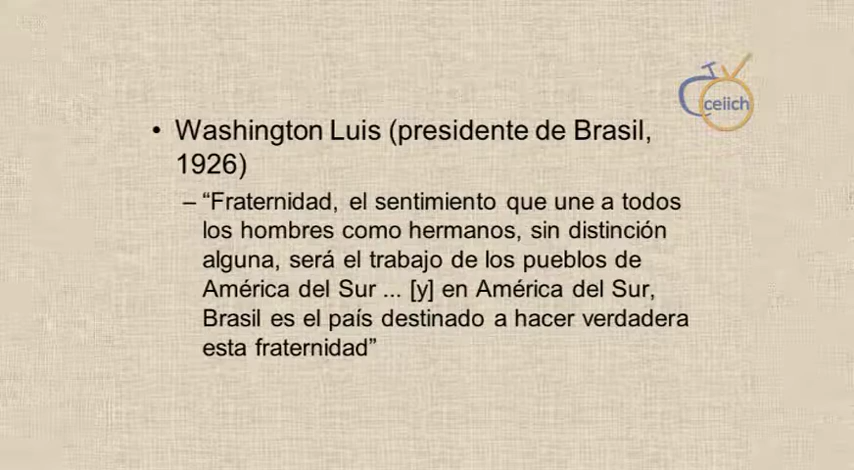 TV
ceiich
• Washington Luis (presidente de Brasil,
1926)
– “Fraternidad, el sentimiento que une a todos
los hombres como hermanos, sin distinción
alguna, será el trabajo de los pueblos de
América del Sur ... [y] en América del Sur,
Brasil es el país destinado a hacer verdadera
esta fraternidad”